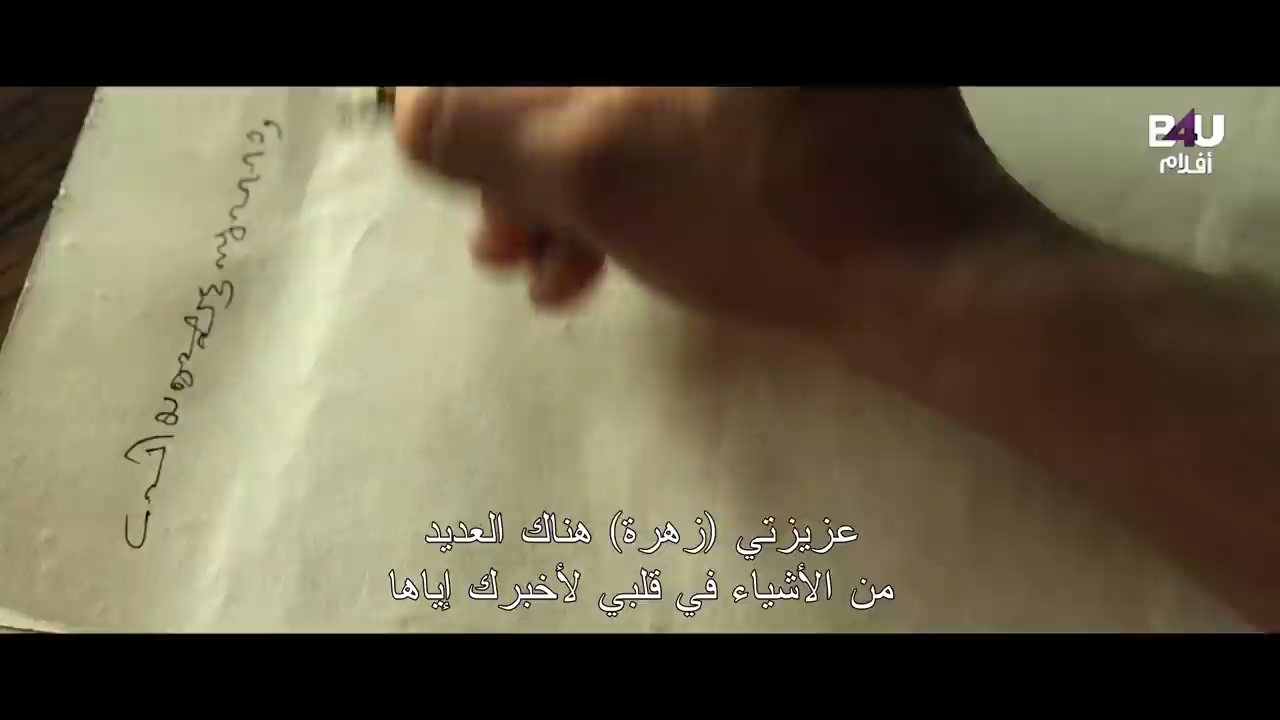 B4U
أفلام
عزيزتي (زهرة) هناك العديد
من الأشياء في قلبي لأخبرك إياها